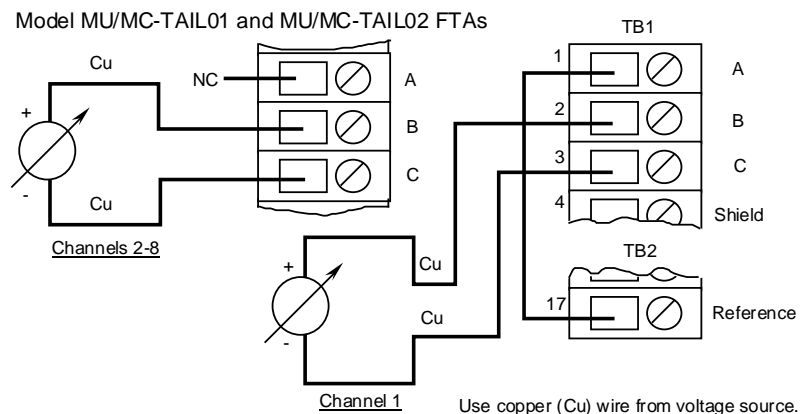 Model MU/MC-TAIL01 and MU/MC-TAIL02 FTAs
Cu
+
-
Cu
Channels 2-8
NC
A
B
C
TB1
1
A
2
B
3
C
4
Shield
TB2
17
Reference
+
-
Cu
Cu
Channel 1
Use copper (Cu) wire from voltage source.